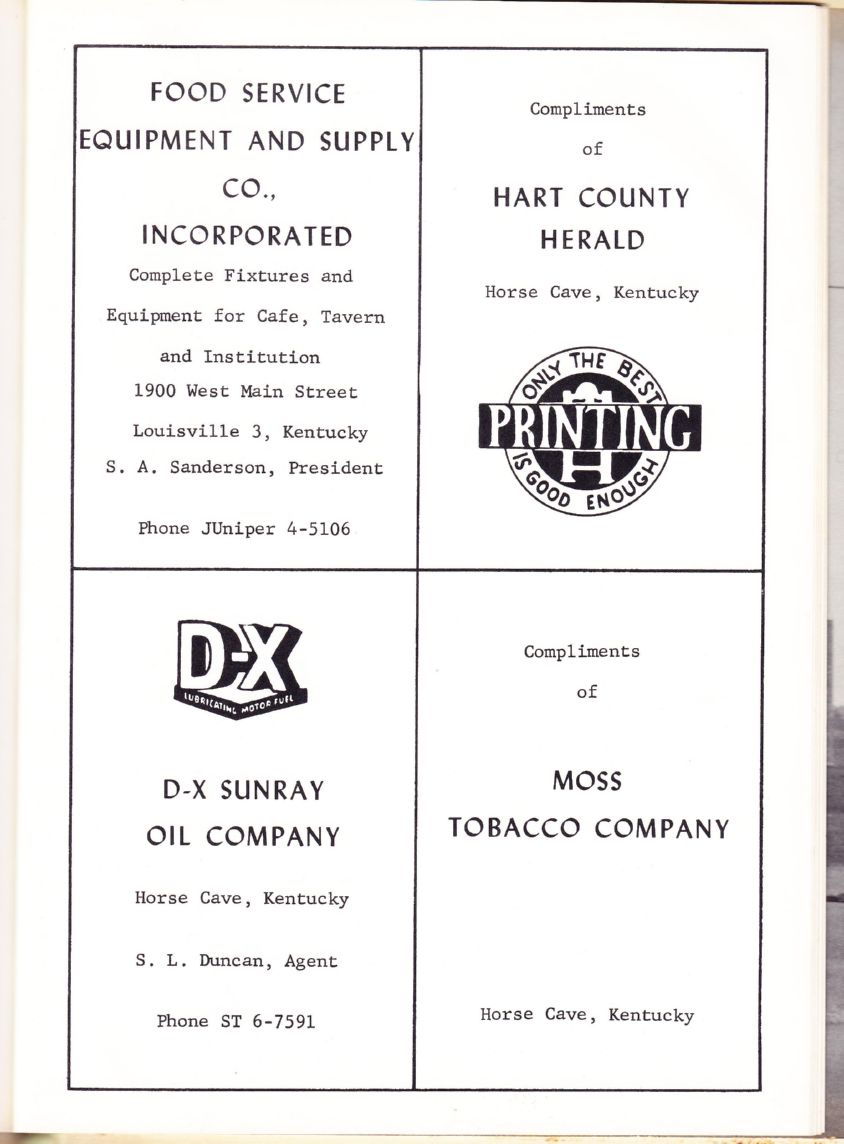 FOOD SERVICE
EQUIPMENT AND SUPPLY
CO.,
INCORPORATED
Complete Fixtures and
Equipment for Cafe, Tavern
and Institution
1900 West Main Street
Louisville 3, Kentucky
S. A. Sanderson, President
Phone JUniper 4-5106
Compliments
of
HART COUNTY
HERALD
Horse Cave, Kentucky
ONLY THE BEST
PRINTING
H
IS GOOD ENOUGH
D-X
LUBRICATING MOTOR FUEL
D-X SUNRAY
OIL COMPANY
Horse Cave, Kentucky
S. L. Duncan, Agent
Phone ST 6-7591
Compliments
of
MOSS
TOBACCO COMPANY
Horse Cave, Kentucky